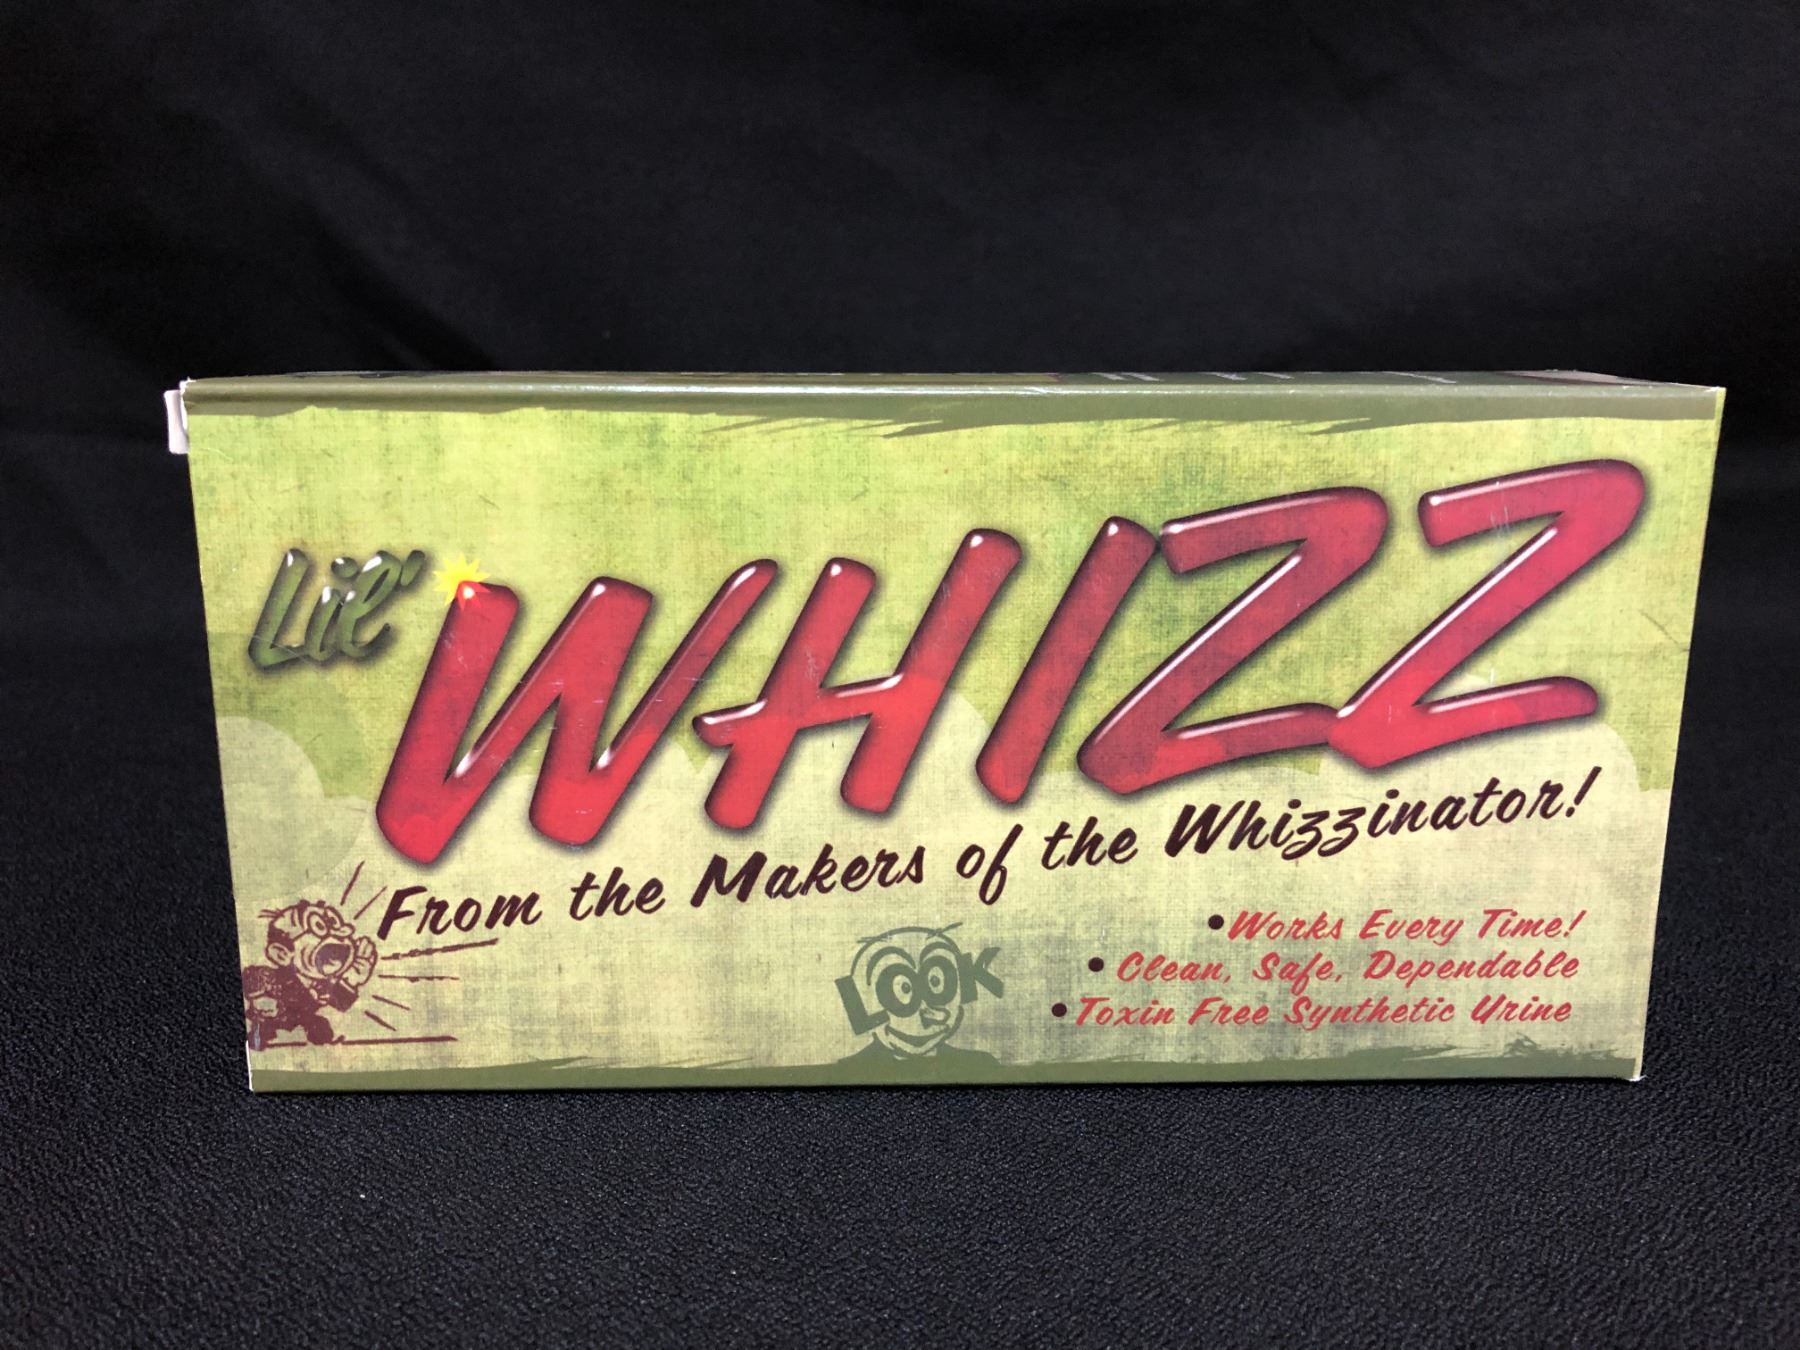 Lil' WHIZZ
From the Makers of the Whizzinator!
LOOK
•Works Every Time!
• Clean, Safe, Dependable
•Toxin Free Synthetic Urine